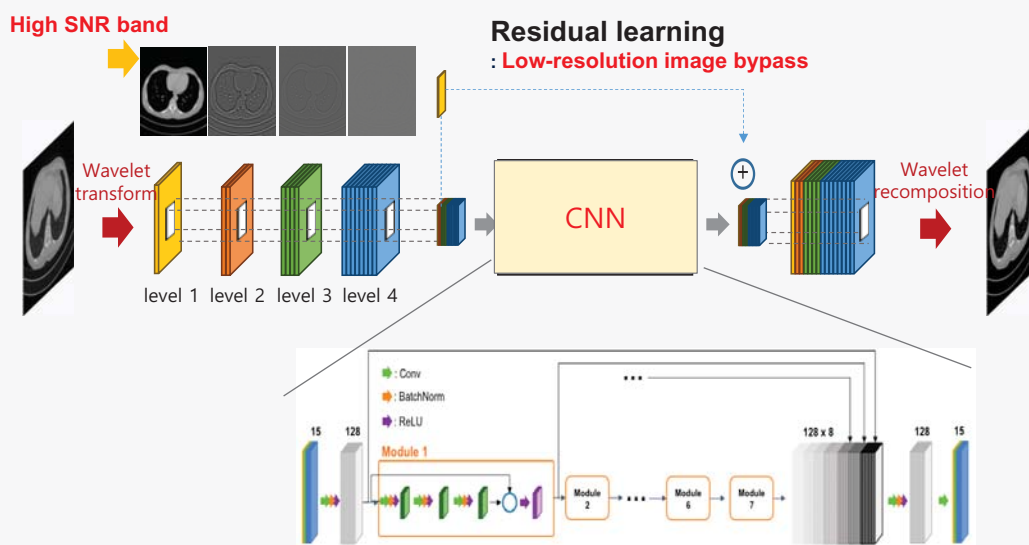 High SNR band
Residual learning
: Low-resolution image bypass
Wavelet
transform
Wavelet
recomposition
+
CNN
level 1 level 2 level 3 level 4
: Conv
: BatchNorm
: ReLU
15 128
Module 1
Module
2
...
Module
6
Module
7
...
128 x 8
128 15